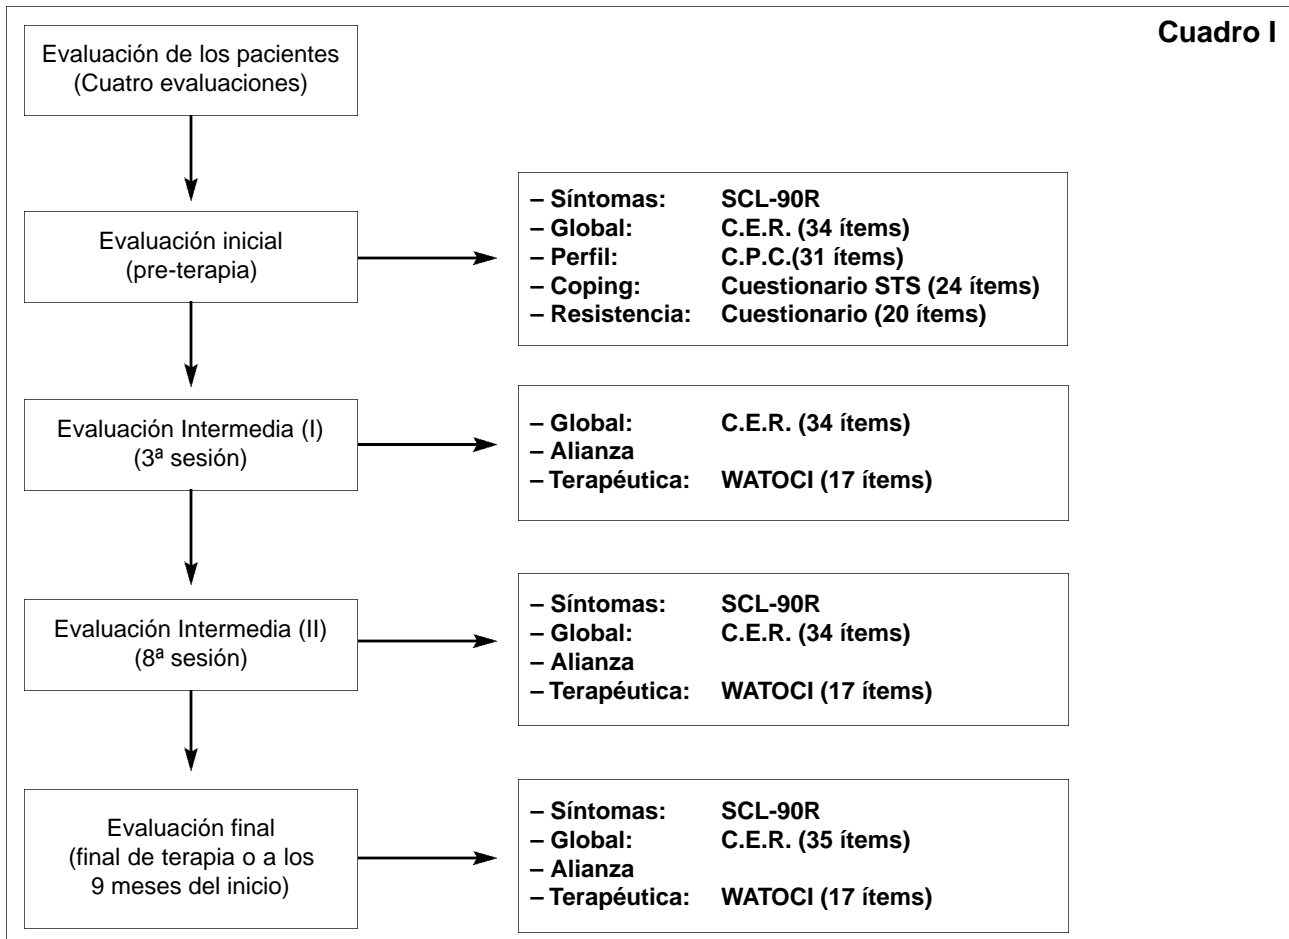 Cuadro I
Evaluación de los pacientes
(Cuatro evaluaciones)
Evaluación inicial
(pre-terapia)
– Síntomas: SCL-90R
– Global: C.E.R. (34 ítems)
– Perfil: C.P.C.(31 ítems)
– Coping: Cuestionario STS (24 ítems)
– Resistencia: Cuestionario (20 ítems)
Evaluación Intermedia (I)
(3ª sesión)
– Global: C.E.R. (34 ítems)
– Alianza
– Terapéutica: WATOCI (17 ítems)
Evaluación Intermedia (II)
(8ª sesión)
– Síntomas: SCL-90R
– Global: C.E.R. (34 ítems)
– Alianza
– Terapéutica: WATOCI (17 ítems)
Evaluación final
(final de terapia o a los
9 meses del inicio)
– Síntomas: SCL-90R
– Global: C.E.R. (35 ítems)
– Alianza
– Terapéutica: WATOCI (17 ítems)